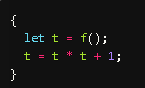 {
  let t = f();
  t = t * t + 1;
}